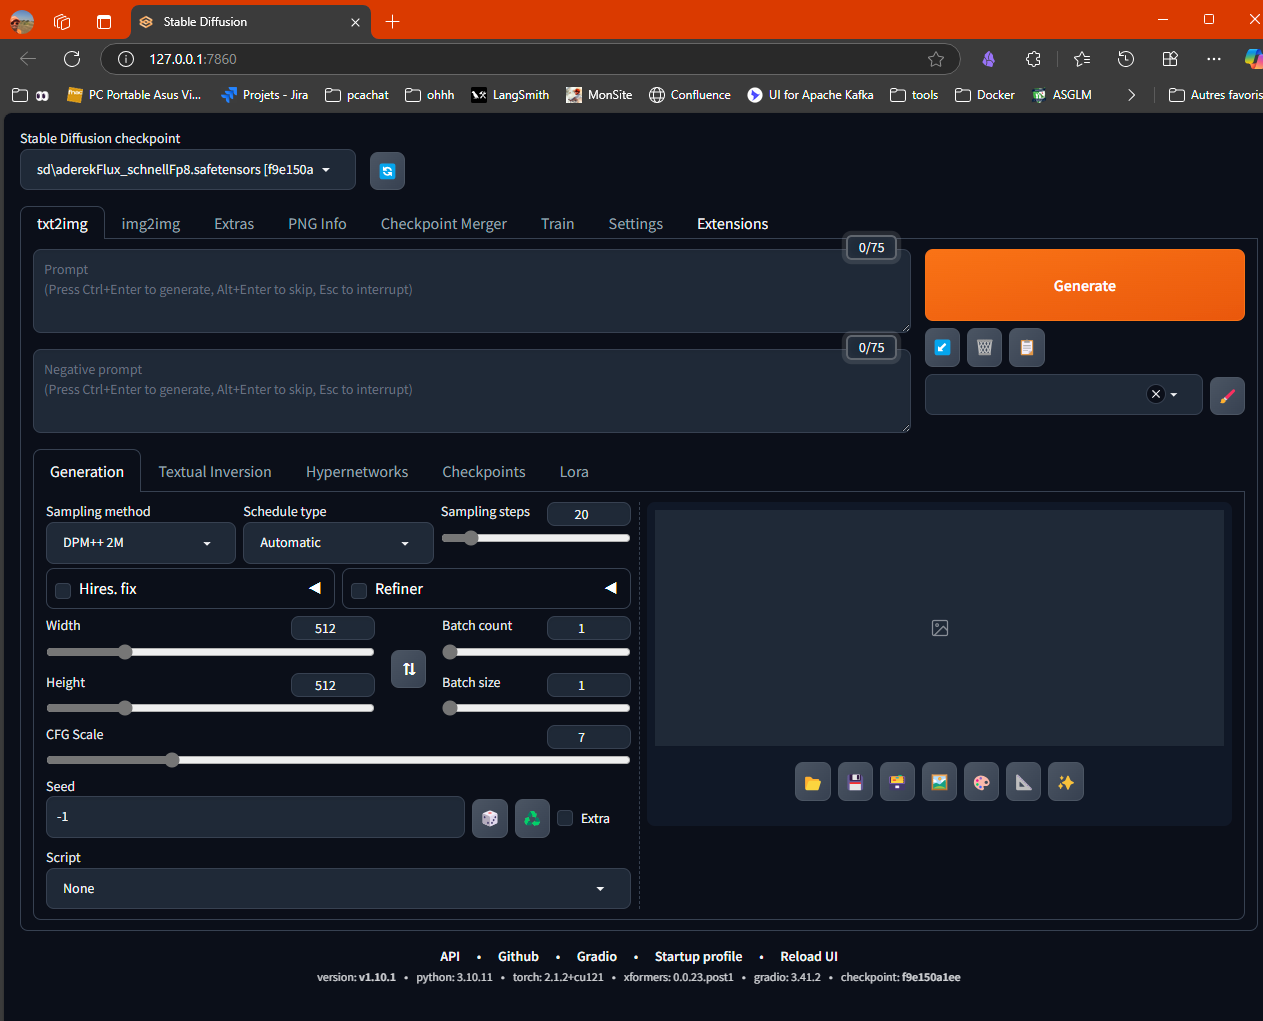 Stable Diffusion
127.0.0.1:7860
PC Portable Asus Vi... Projets - Jira pcachat ohhh LangSmith MonSite Confluence UI for Apache Kafka tools Docker ASGLM Autres favoris
Stable Diffusion checkpoint
sd\aderekFlux_schnellFp8.safetensors [f9e150a
txt2img img2img Extras PNG Info Checkpoint Merger Train Settings Extensions
0/75
Prompt
(Press Ctrl+Enter to generate, Alt+Enter to skip, Esc to interrupt)
Generate
0/75
Negative prompt
(Press Ctrl+Enter to generate, Alt+Enter to skip, Esc to interrupt)
Generation Textual Inversion Hypernetworks Checkpoints Lora
Sampling method Schedule type Sampling steps 20
DPM++ 2M Automatic
Hires. fix Refiner
Width 512 Batch count 1
Height 512 Batch size 1
CFG Scale 7
Seed
-1 Extra
Script
None
API • Github • Gradio • Startup profile • Reload UI
version: v1.10.1 • python: 3.10.11 • torch: 2.1.2+cu121 • xformers: 0.0.23.post1 • gradio: 3.41.2 • checkpoint: f9e150a1ee